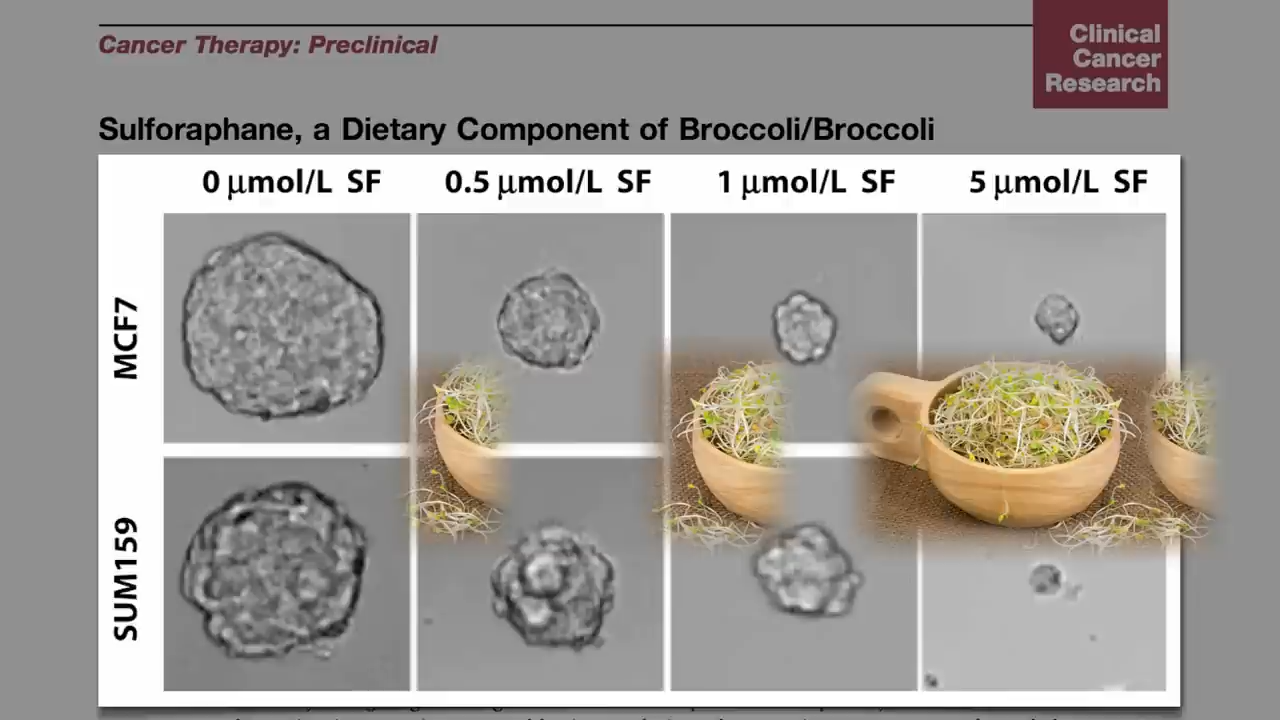 Cancer Therapy: Preclinical
Clinical
Cancer
Research
Sulforaphane, a Dietary Component of Broccoli/Broccoli
0 μmol/L SF
0.5 μmol/L SF
1 μmol/L SF
5 μmol/L SF
MCF7
SUM159